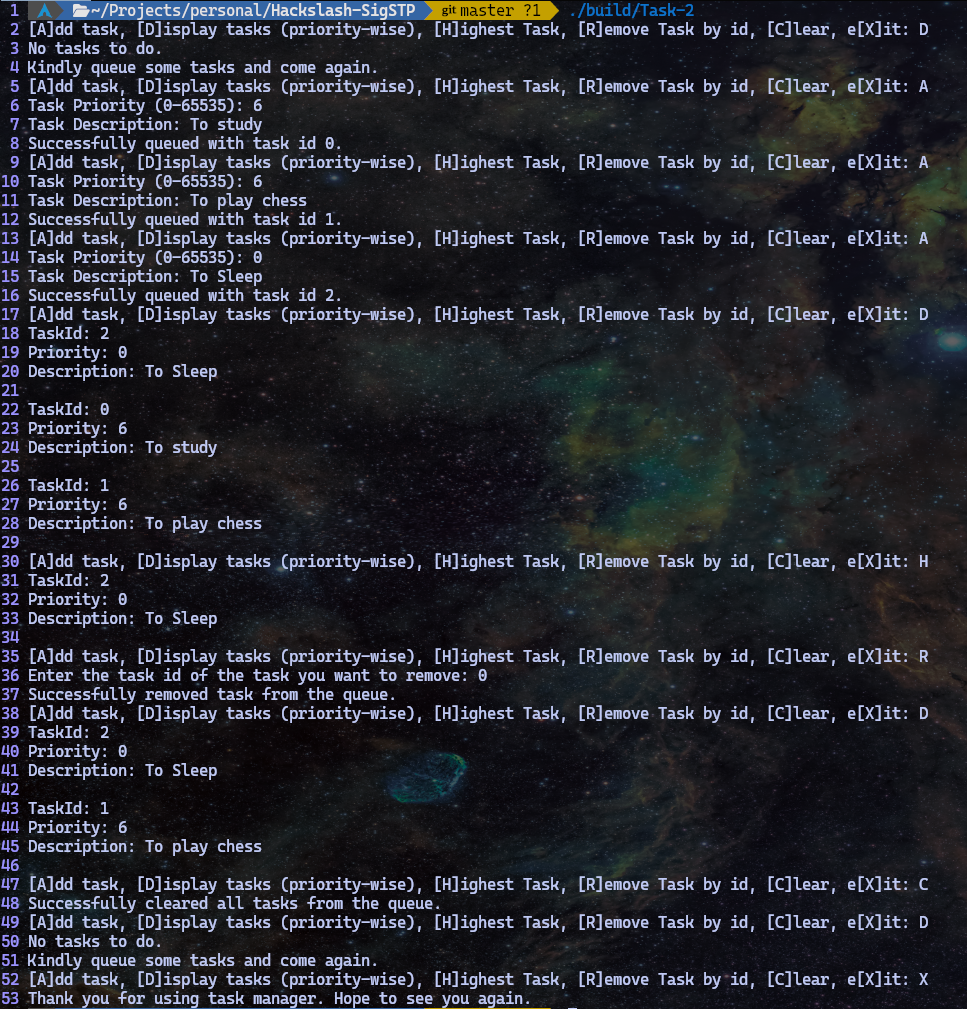 1 ~/Projects/personal/Hackslash-SigSTP git master ?1 ./build/Task-2
2 [A]dd task, [D]isplay tasks (priority-wise), [H]ighest Task, [R]emove Task by id, [C]lear, e[X]it: D
3 No tasks to do.
4 Kindly queue some tasks and come again.
5 [A]dd task, [D]isplay tasks (priority-wise), [H]ighest Task, [R]emove Task by id, [C]lear, e[X]it: A
6 Task Priority (0-65535): 6
7 Task Description: To study
8 Successfully queued with task id 0.
9 [A]dd task, [D]isplay tasks (priority-wise), [H]ighest Task, [R]emove Task by id, [C]lear, e[X]it: A
10 Task Priority (0-65535): 6
11 Task Description: To play chess
12 Successfully queued with task id 1.
13 [A]dd task, [D]isplay tasks (priority-wise), [H]ighest Task, [R]emove Task by id, [C]lear, e[X]it: A
14 Task Priority (0-65535): 0
15 Task Description: To Sleep
16 Successfully queued with task id 2.
17 [A]dd task, [D]isplay tasks (priority-wise), [H]ighest Task, [R]emove Task by id, [C]lear, e[X]it: D
18 TaskId: 2
19 Priority: 0
20 Description: To Sleep
21
22 TaskId: 0
23 Priority: 6
24 Description: To study
25
26 TaskId: 1
27 Priority: 6
28 Description: To play chess
29
30 [A]dd task, [D]isplay tasks (priority-wise), [H]ighest Task, [R]emove Task by id, [C]lear, e[X]it: H
31 TaskId: 2
32 Priority: 0
33 Description: To Sleep
34
35 [A]dd task, [D]isplay tasks (priority-wise), [H]ighest Task, [R]emove Task by id, [C]lear, e[X]it: R
36 Enter the task id of the task you want to remove: 0
37 Successfully removed task from the queue.
38 [A]dd task, [D]isplay tasks (priority-wise), [H]ighest Task, [R]emove Task by id, [C]lear, e[X]it: D
39 TaskId: 2
40 Priority: 0
41 Description: To Sleep
42
43 TaskId: 1
44 Priority: 6
45 Description: To play chess
46
47 [A]dd task, [D]isplay tasks (priority-wise), [H]ighest Task, [R]emove Task by id, [C]lear, e[X]it: C
48 Successfully cleared all tasks from the queue.
49 [A]dd task, [D]isplay tasks (priority-wise), [H]ighest Task, [R]emove Task by id, [C]lear, e[X]it: D
50 No tasks to do.
51 Kindly queue some tasks and come again.
52 [A]dd task, [D]isplay tasks (priority-wise), [H]ighest Task, [R]emove Task by id, [C]lear, e[X]it: X
53 Thank you for using task manager. Hope to see you again.